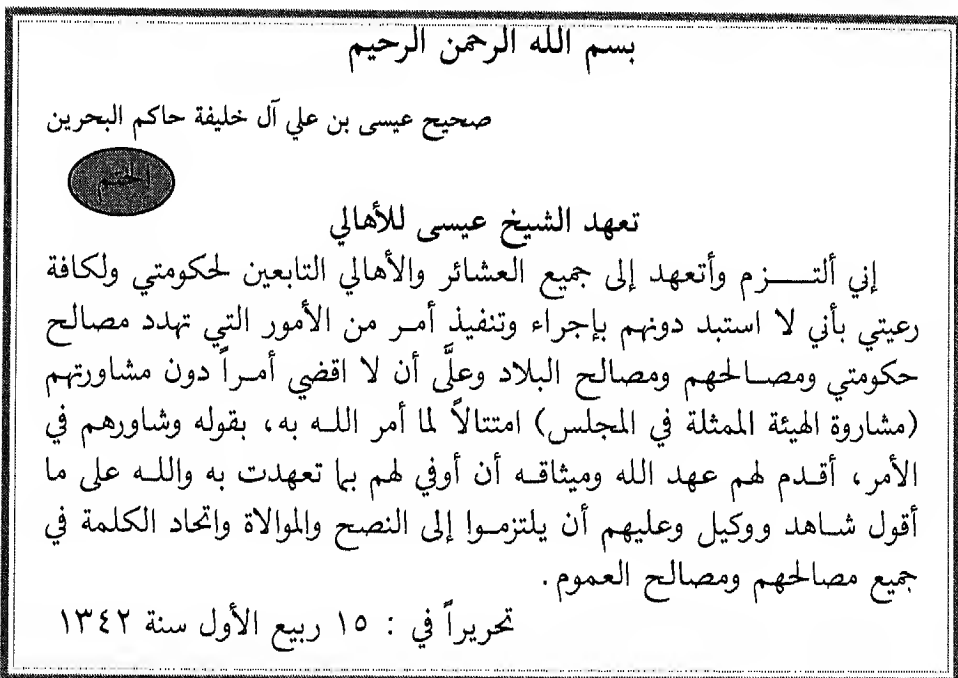 بسم الله الرحمن الرحيم
صحيح عيسى بن علي آل خليفة حاكم البحرين
الختم
تعهد الشيخ عيسى للأهالي
إني ألتـــــزم وأتعهد إلى جميع العشائر والأهالي التابعين لحكومتي ولكافة
رعيتي بأني لا استبد دونهم بإجراء وتنفيذ أمـر من الأمور التي تهدد مصالح
حكومتي ومصـالحهم ومصالح البلاد وعلَّى أن لا اقضي أمـراً دون مشاورتهم
(مشاروة الهيئة الممثلة في المجلس) امتتالاً لما أمر اللـه به، بقوله وشاورهم في
الأمر، أقـدم لهم عهد الله وميثاقـه أن أوفي لهم بما تعهدت به واللـه على ما
أقول شـاهد ووكيل وعليهم أن يلتزمـوا إلى النصح والموالاة واتحاد الكلمة في
جميع مصالحهم ومصالح العموم.
تحريراً في : ١٥ ربيع الأول سنة ١٣٤٢